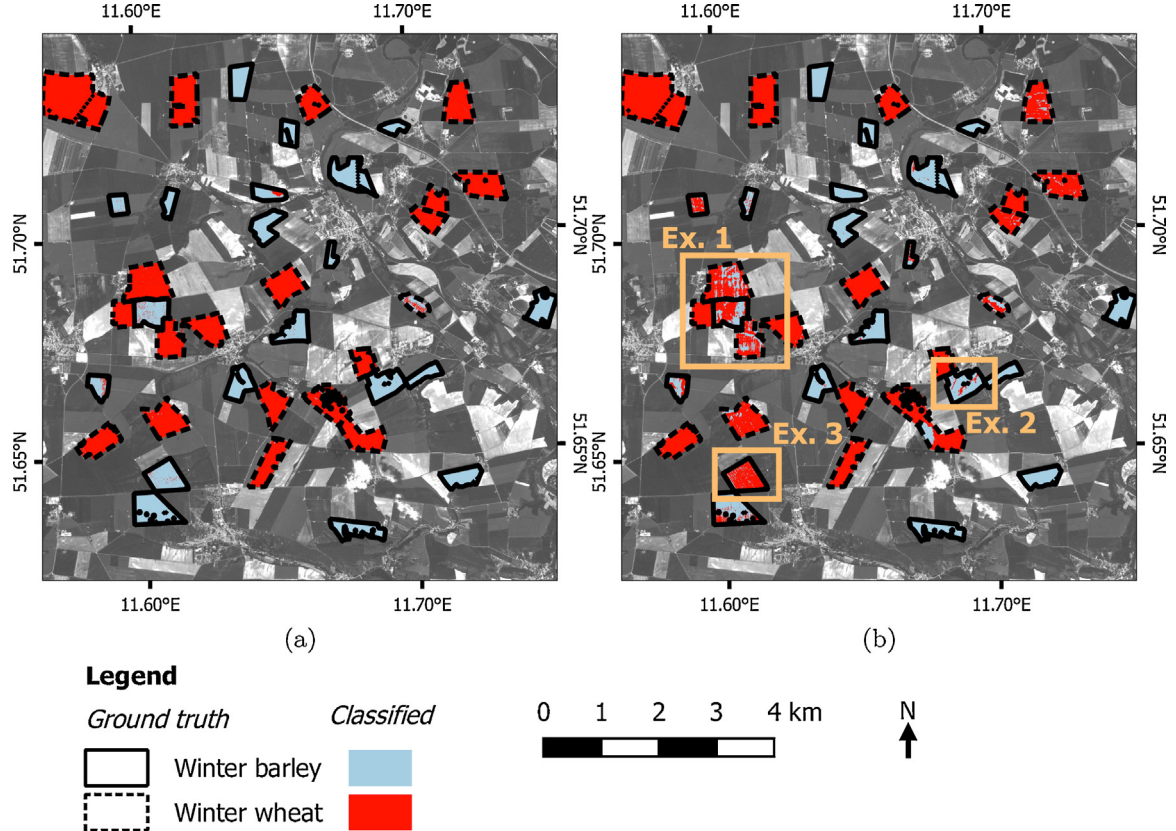 11.60°E 11.70°E 11.70°E
51.70°N 51.70°N 51.70°N
Ex. 1
Ex. 2
Ex. 3
51.65°N 51.65°N 51.65°N
11.60°E 11.70°E 11.60°E 11.70°E
(a) (b)
Legend
Ground truth Classified
Winter barley
Winter wheat
0 1 2 3 4 km
N